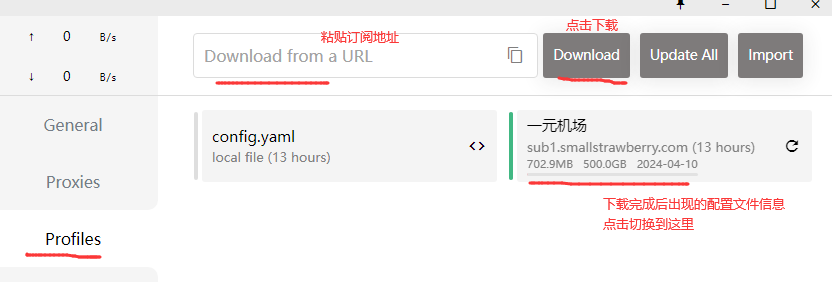 ↑ 0 B/s
↓ 0 B/s
General
Proxies
Profiles
粘贴订阅地址
Download from a URL
点击下载
Download
Update All
Import
config.yaml
local file (13 hours)
<>
一元机场
sub1.smallstrawberry.com (13 hours)
702.9MB 500.0GB 2024-04-10
下载完成后出现的配置文件信息
点击切换到这里